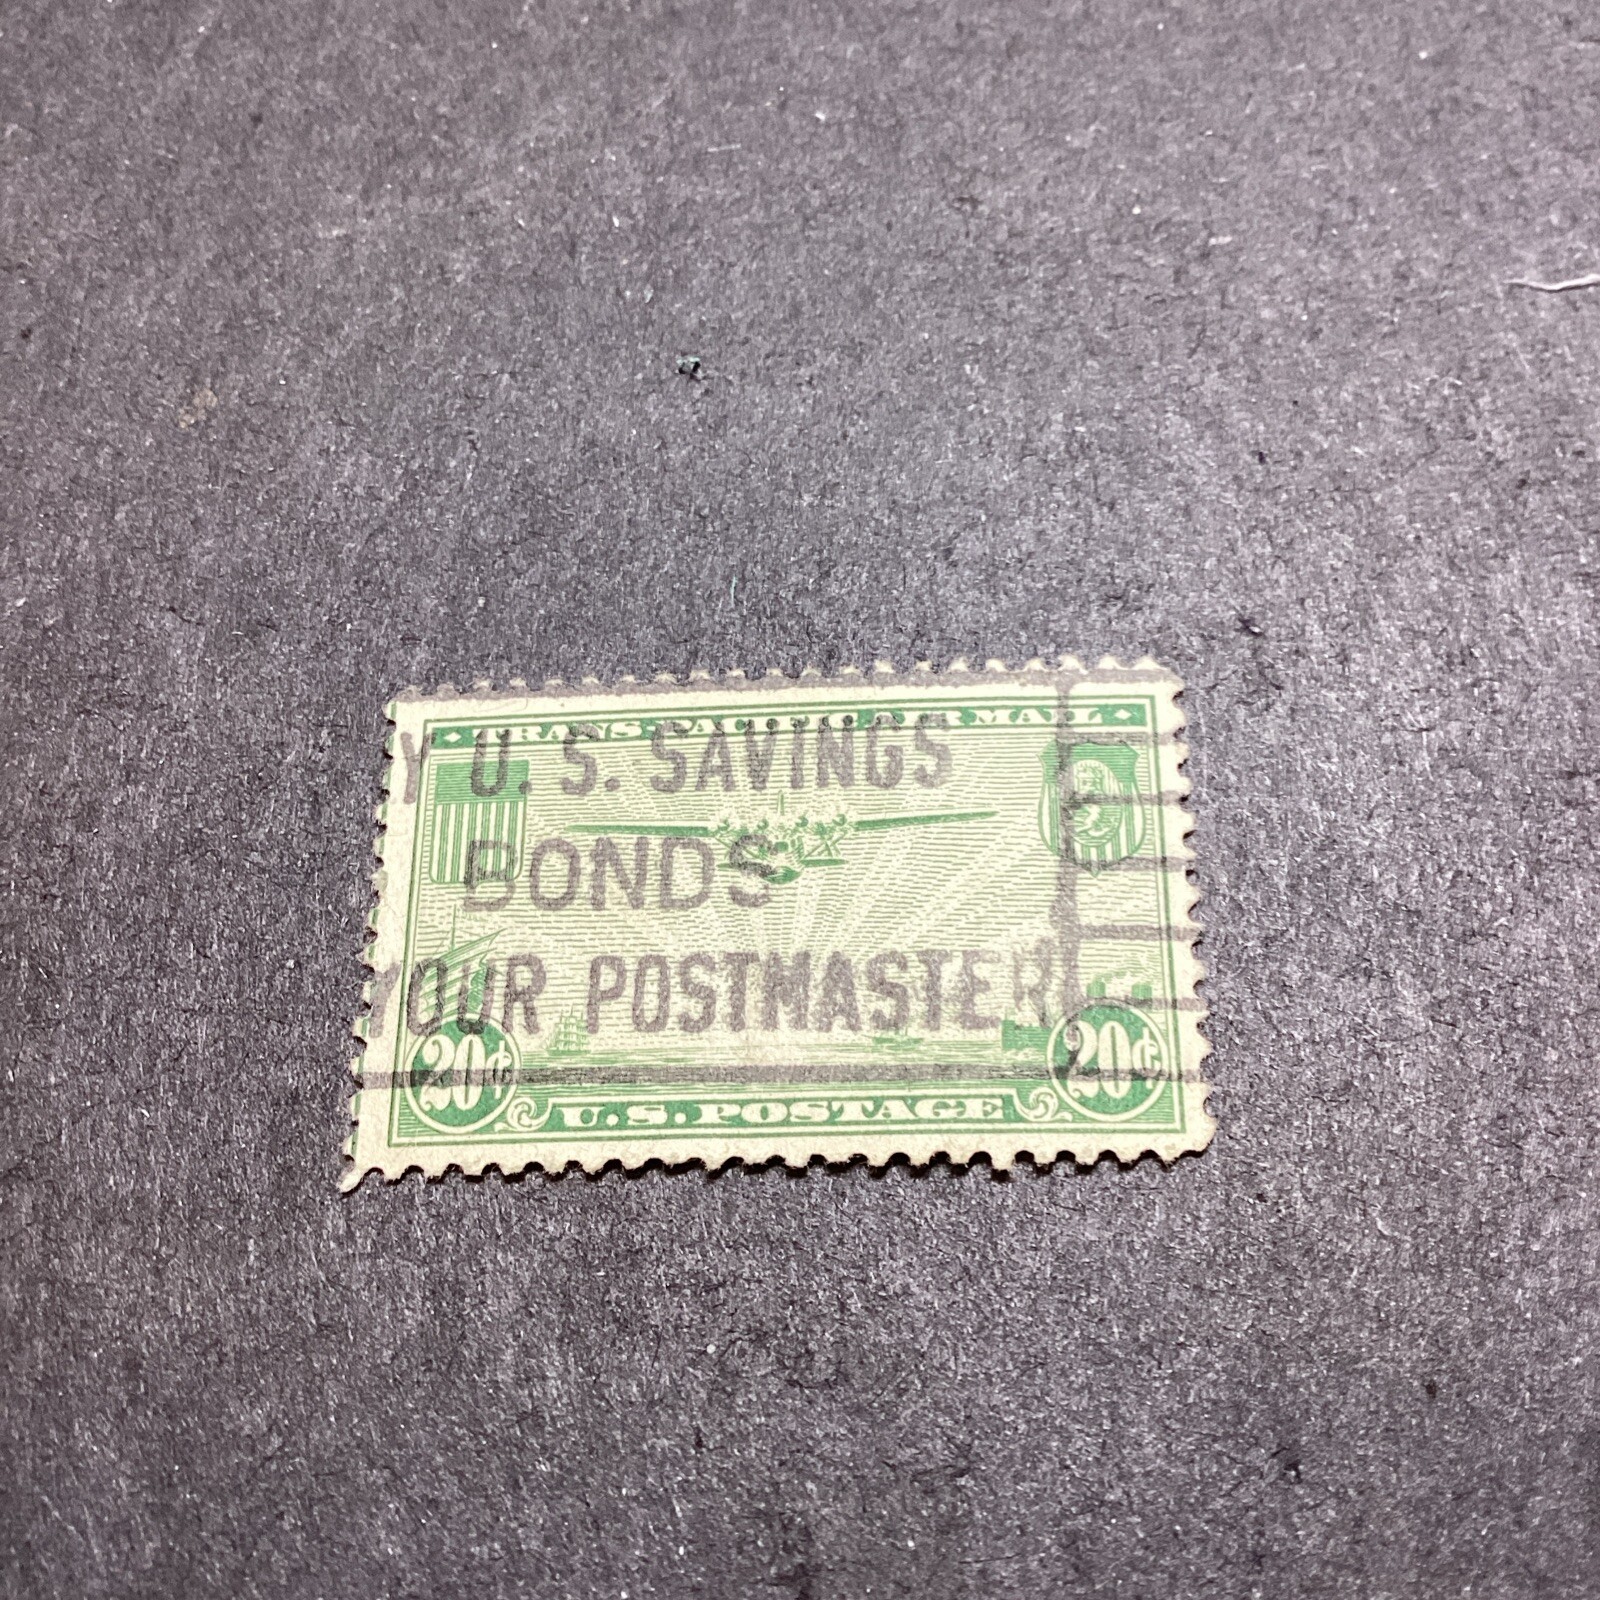 TRANS-PACIFIC AIR MAIL
Y U. S. SAVINGS
BONDS
YOUR POSTMASTER
20¢ 20¢
U.S. POSTAGE